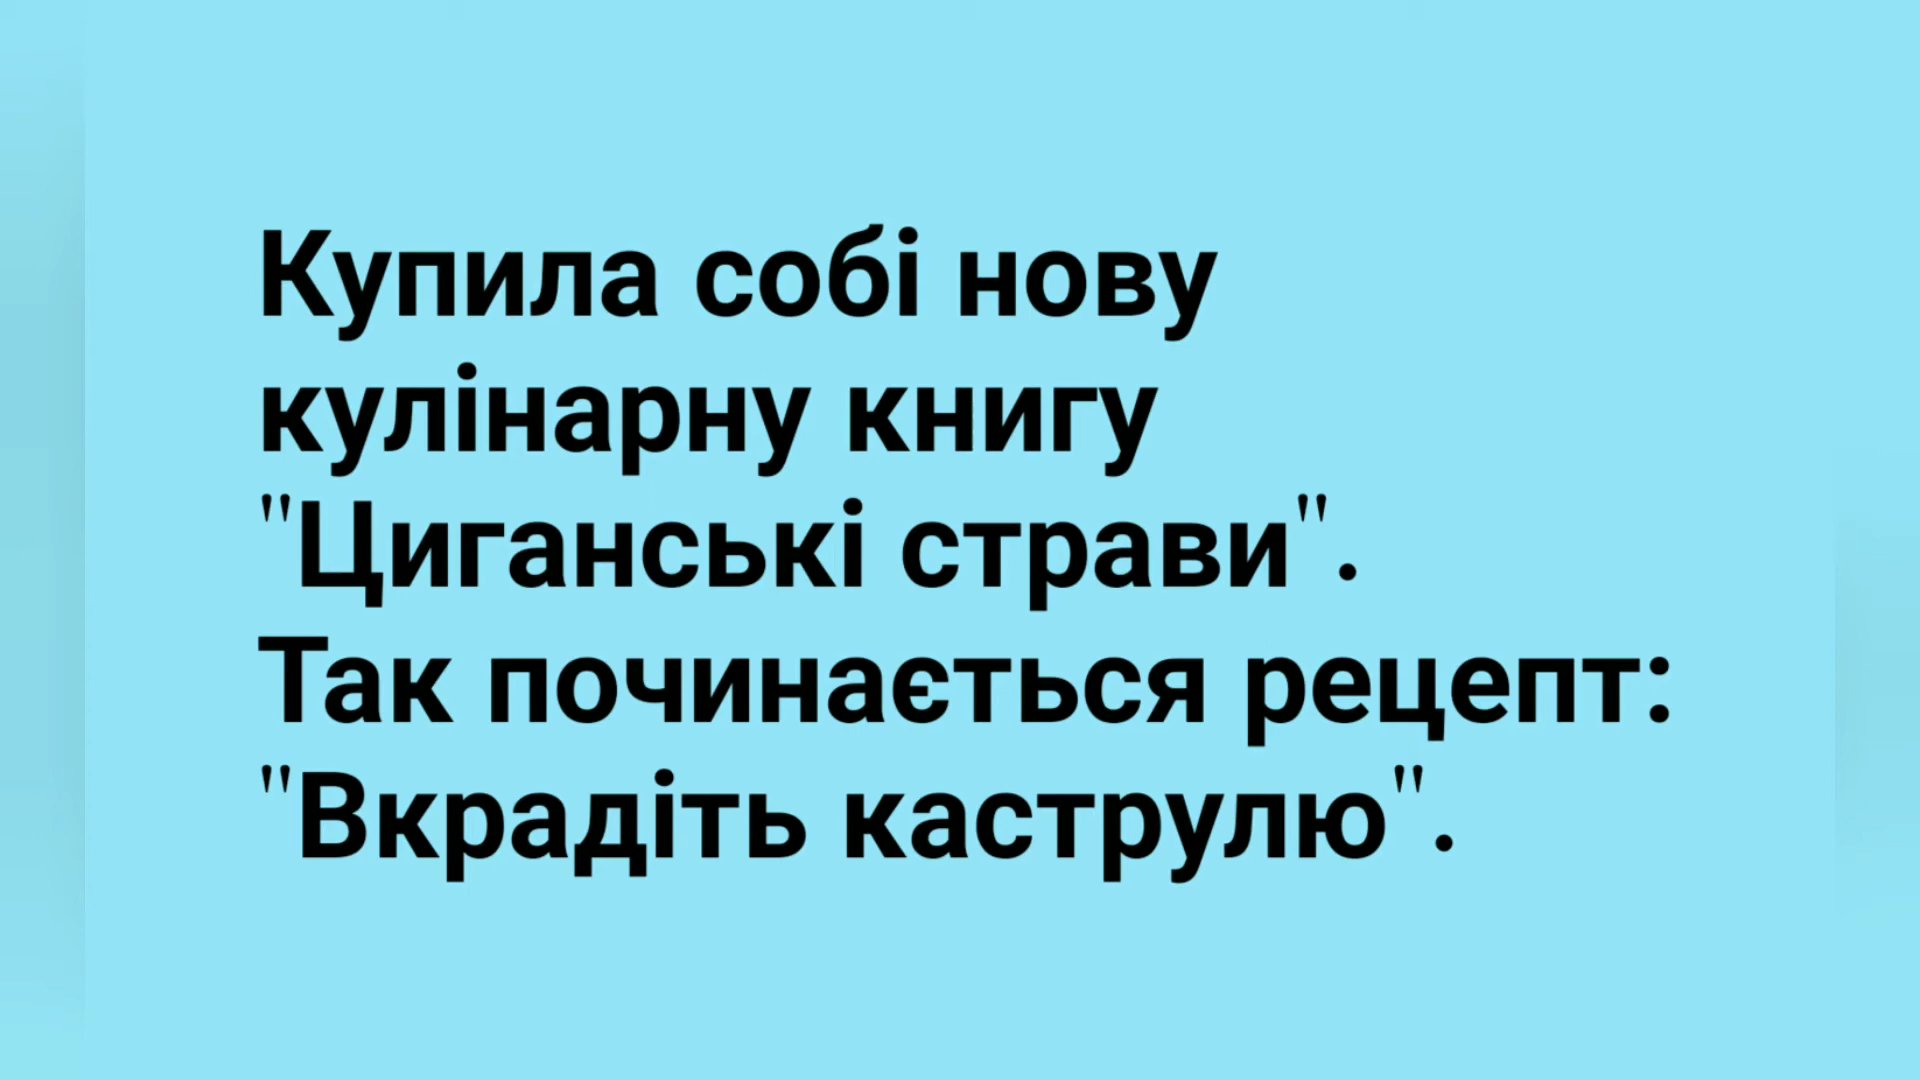 Купила собі нову
кулінарну книгу
"Циганські страви".
Так починається рецепт:
"Вкрадіть каструлю".